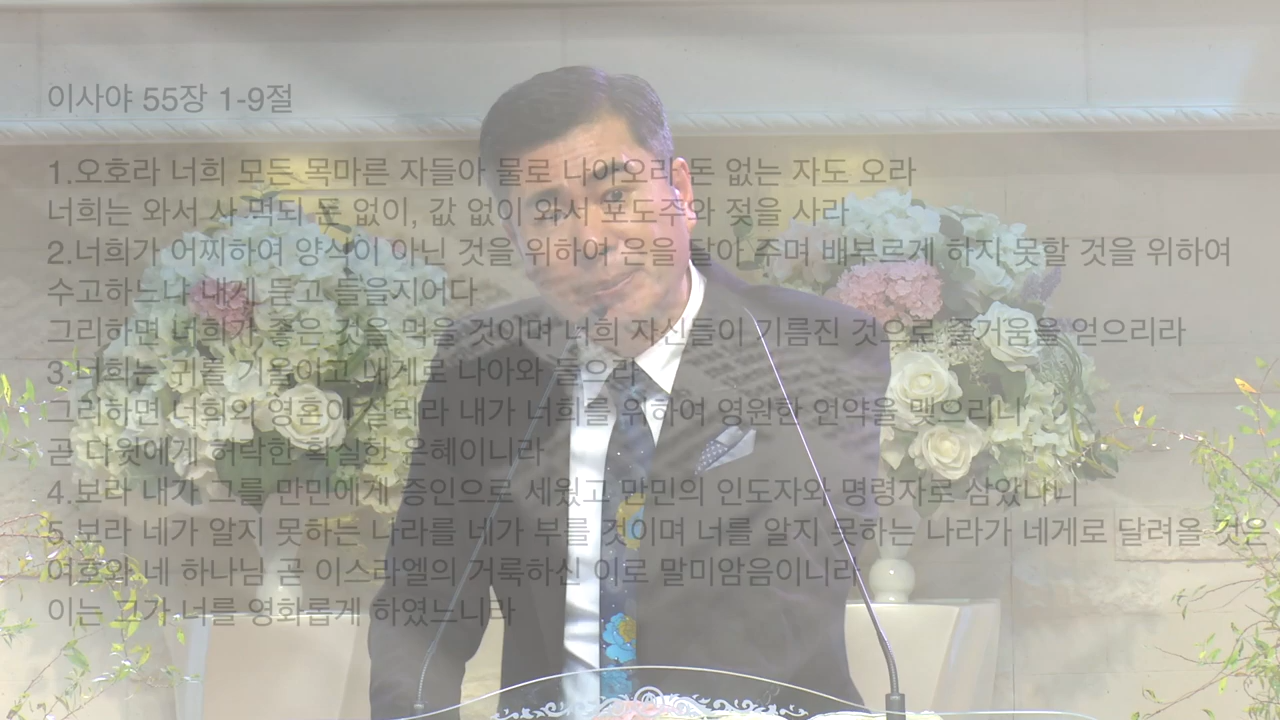 이사야 55장 1-9절
1.오호라 너희 모든 목마른 자들아 물로 나아오라 돈 없는 자도 오라
너희는 와서 사 먹되 돈 없이, 값 없이 와서 포도주와 젖을 사라
2.너희가 어찌하여 양식이 아닌 것을 위하여 은을 달아 주며 배부르게 하지 못할 것을 위하여
수고하느냐 내게 듣고 들을지어다
그리하면 너희가 좋은 것을 먹을 것이며 너희 자신들이 기름진 것으로 즐거움을 얻으리라
3.너희는 귀를 기울이고 내게로 나아와 들으라
그리하면 너희의 영혼이 살리라 내가 너희를 위하여 영원한 언약을 맺으리니
곧 다윗에게 허락한 확실한 은혜이니라
4.보라 내가 그를 만민에게 증인으로 세웠고 만민의 인도자와 명령자로 삼았나니
5.보라 네가 알지 못하는 나라를 네가 부를 것이며 너를 알지 못하는 나라가 네게로 달려올 것은
여호와 네 하나님 곧 이스라엘의 거룩하신 이로 말미암음이니라
이는 그가 너를 영화롭게 하였느니라